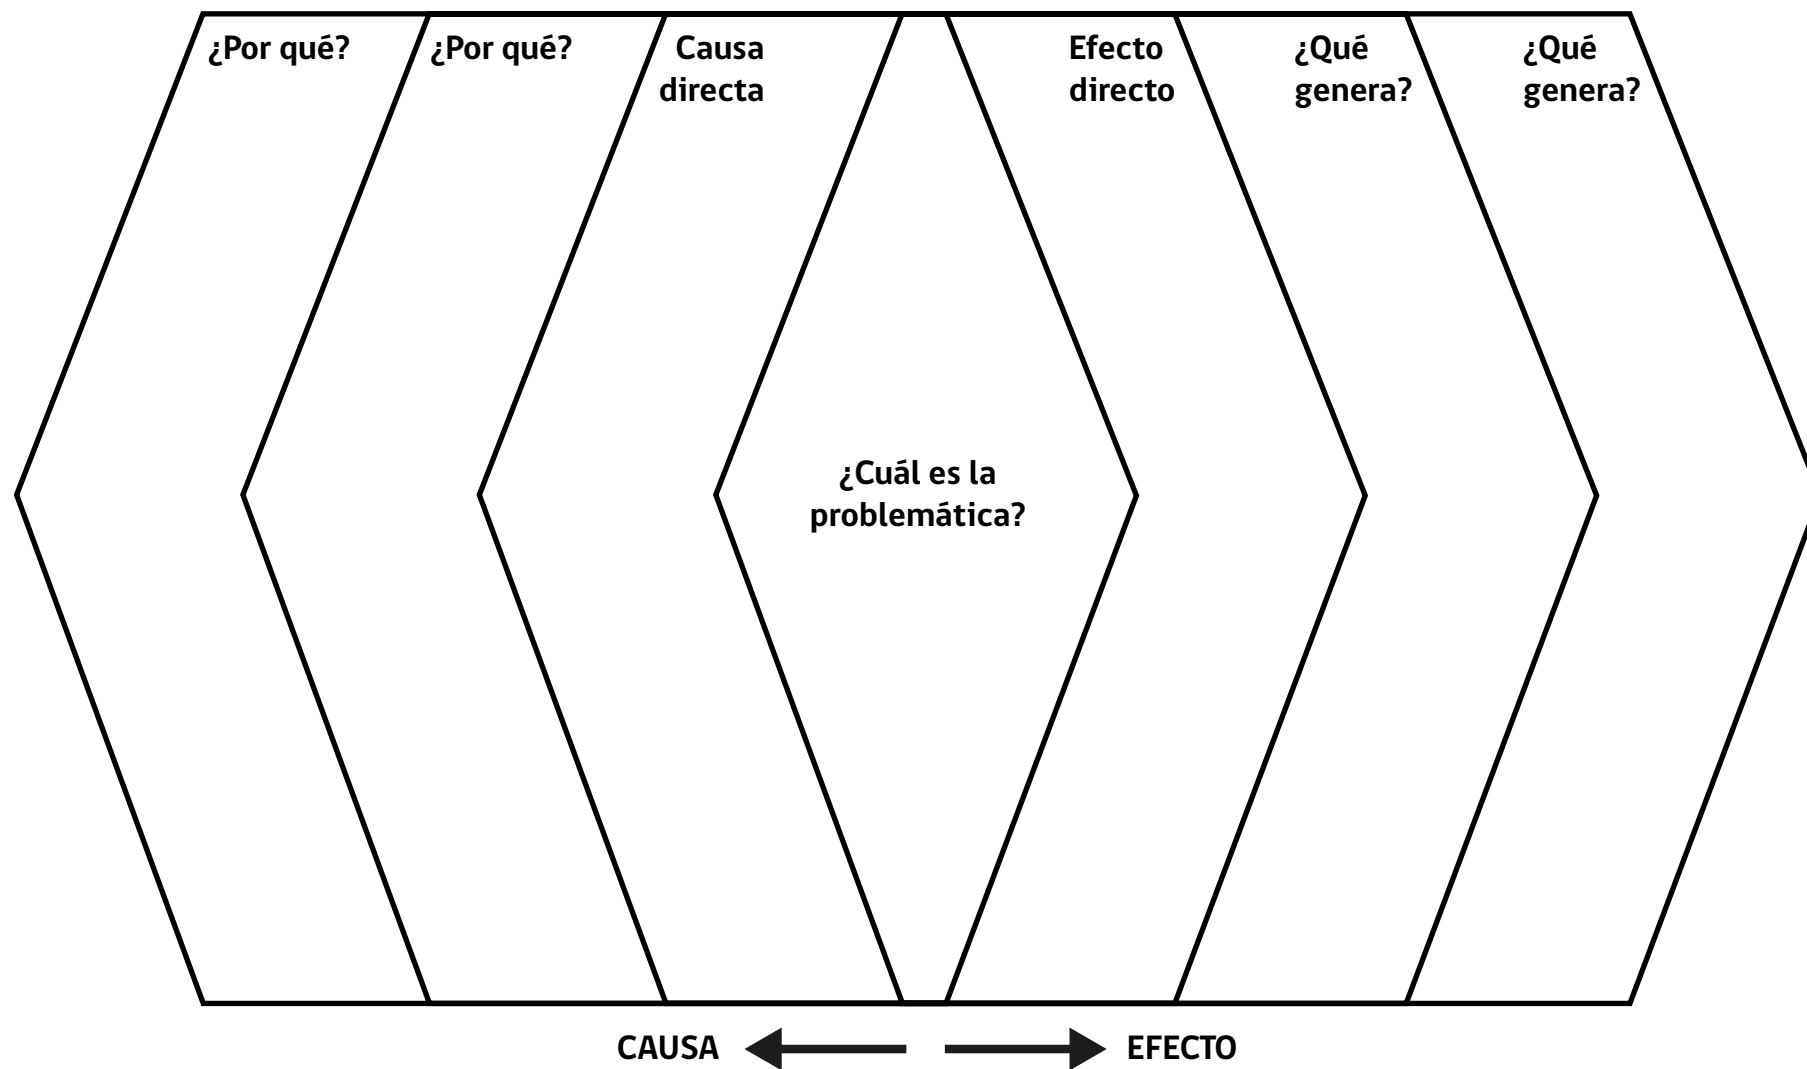 ¿Por qué?
¿Por qué?
Causa
directa
Efecto
directo
¿Qué
genera?
¿Qué
genera?
¿Cuál es la
problemática?
CAUSA
EFECTO